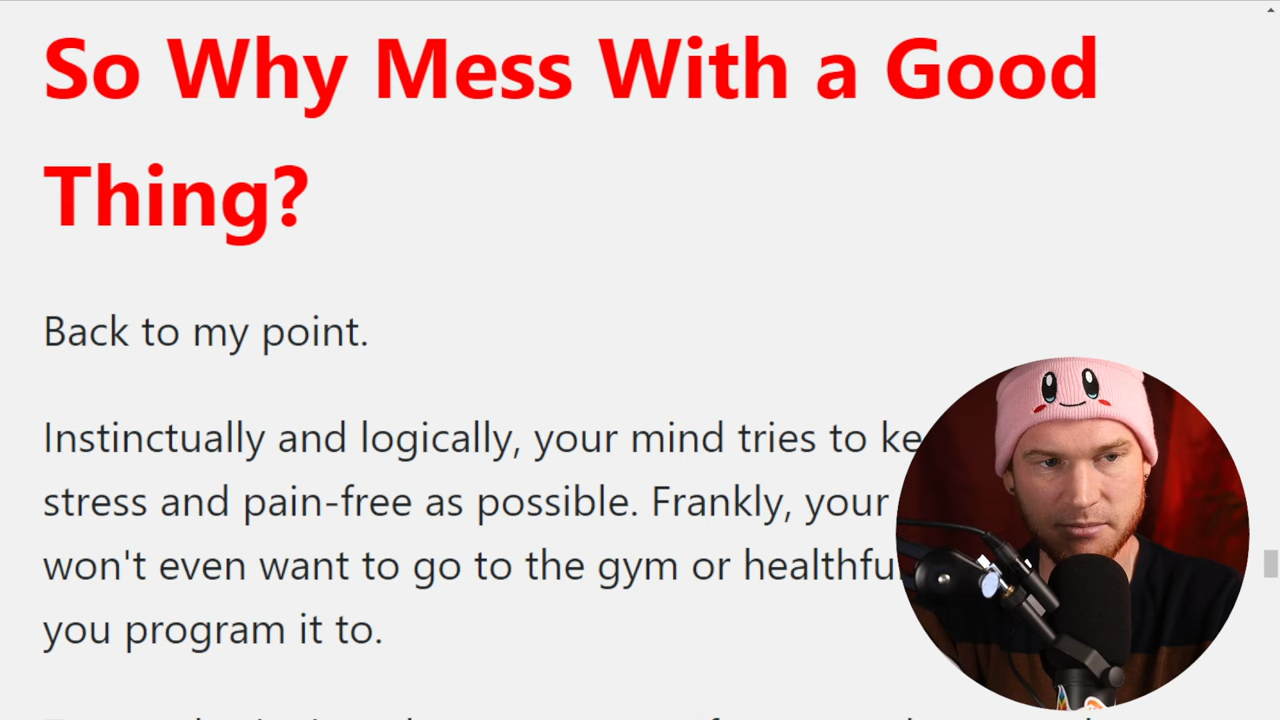 So Why Mess With a Good
Thing?
Back to my point.
Instinctually and logically, your mind tries to
stress and pain-free as possible. Frankly, your
won't even want to go to the gym or
you program it to.